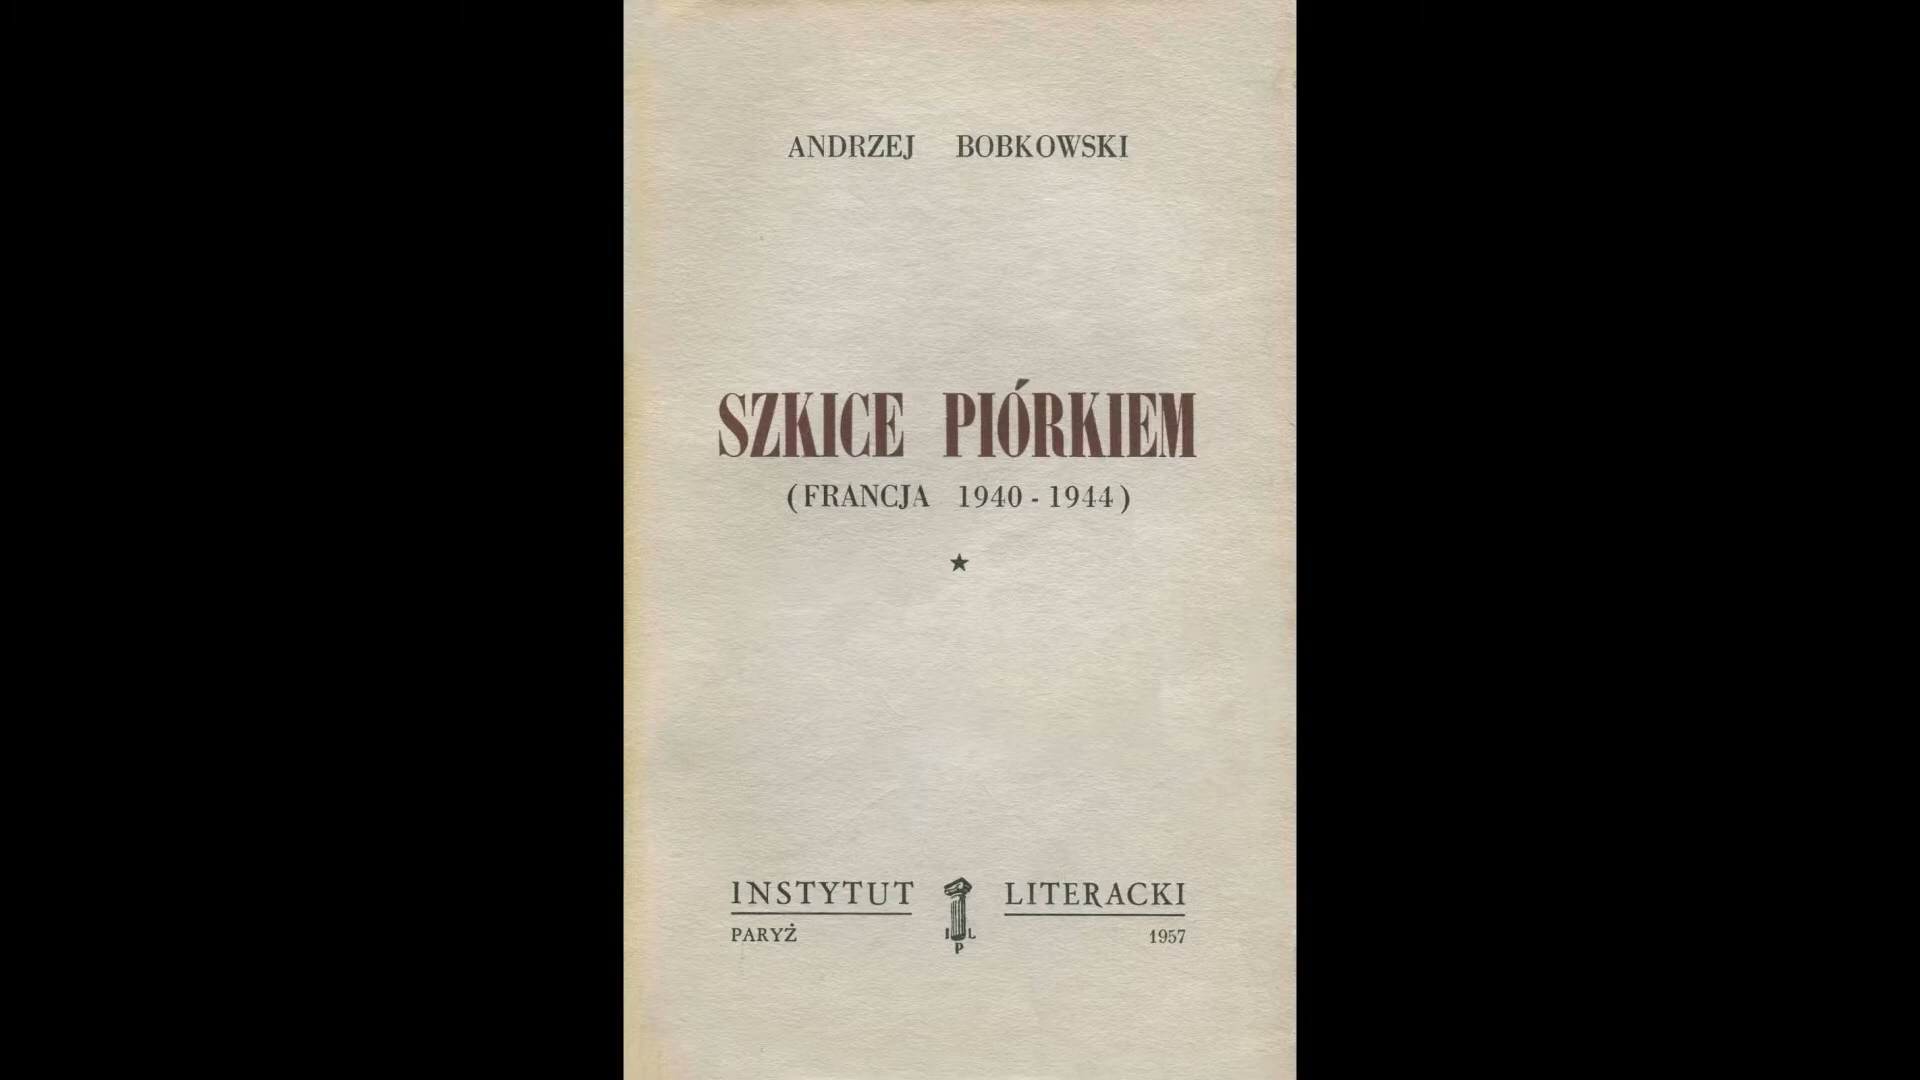 ANDRZEJ BOBKOWSKI
SZKICE PIÓRKIEM
(FRANCJA 1940 - 1944)
INSTYTUT LITERACKI
I L
P
PARYŻ 1957